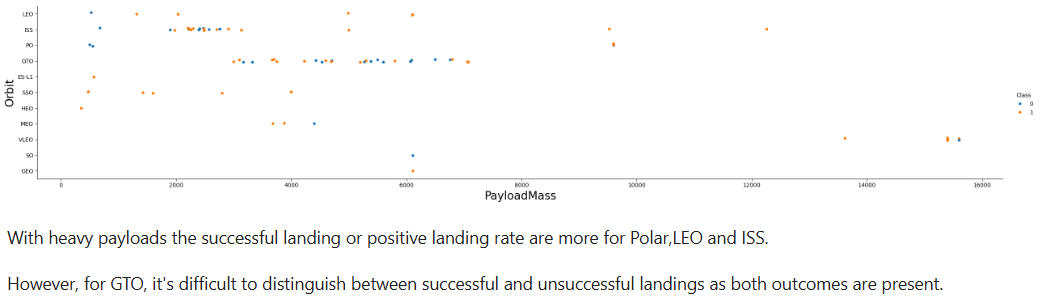 LEO
ISS
PO
GTO
ES-L1
SSO
HEO
MEO
VLEO
SO
GEO
Orbit
0 2000 4000 6000 8000 10000 12000 14000 16000
PayloadMass
Class
0
1
With heavy payloads the successful landing or positive landing rate are more for Polar,LEO and ISS.
However, for GTO, it's difficult to distinguish between successful and unsuccessful landings as both outcomes are present.